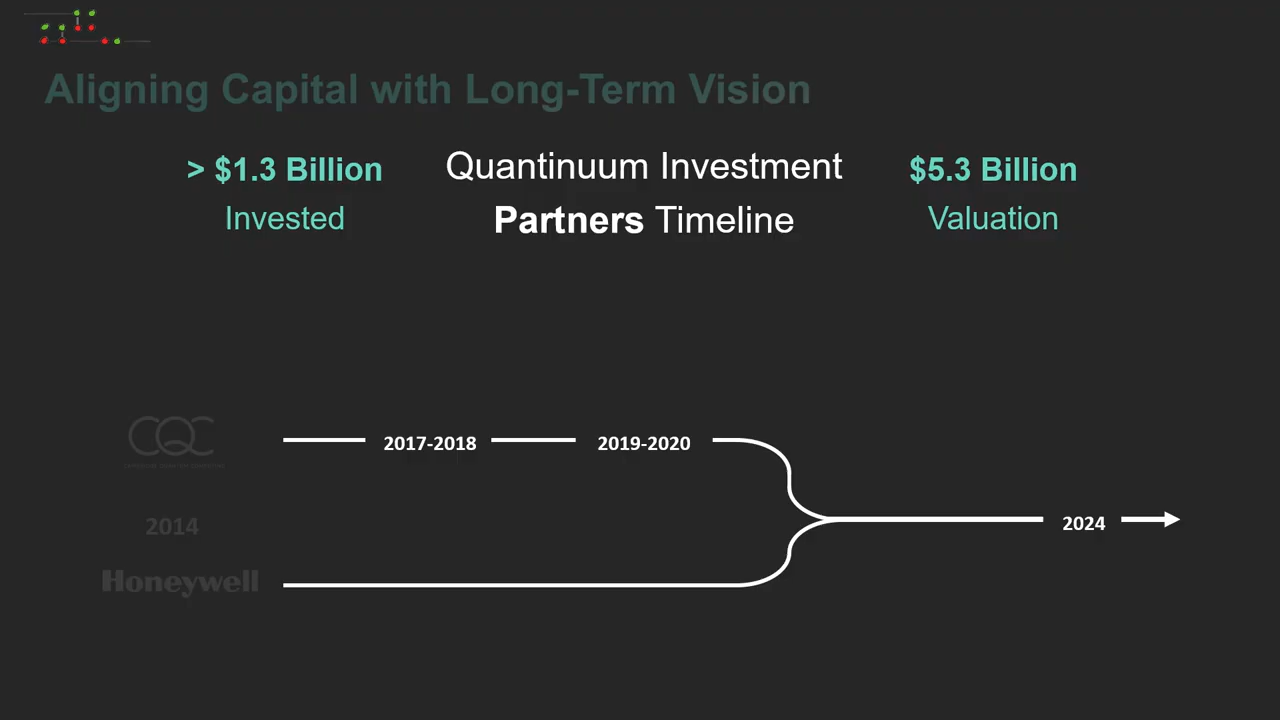 Aligning Capital with Long-Term Vision
> $1.3 Billion
Invested
Quantinuum Investment
Partners Timeline
$5.3 Billion
Valuation
CQC
2017-2018
2019-2020
2014
2024
Honeywell